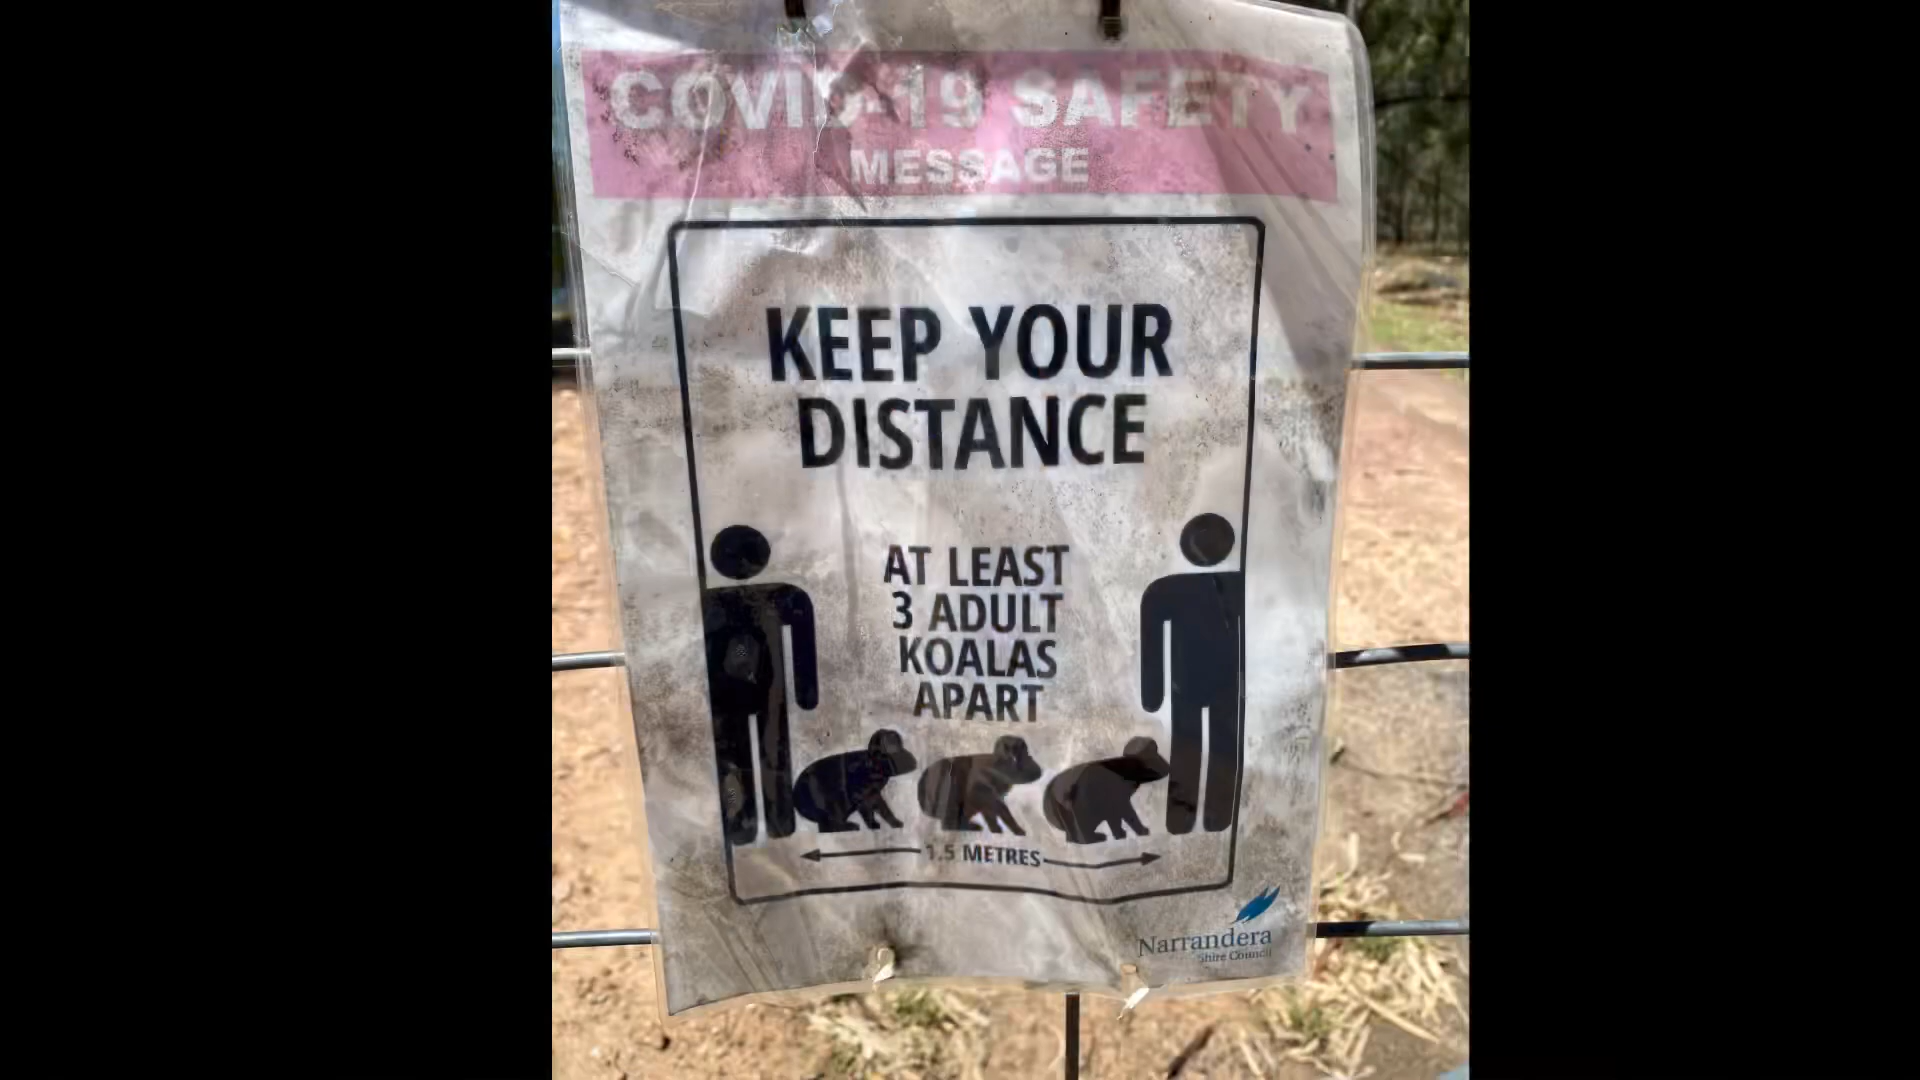 COVID-19 SAFETY
MESSAGE
KEEP YOUR
DISTANCE
AT LEAST
3 ADULT
KOALAS
APART
1.5 METRES
Narrandera
Shire Council